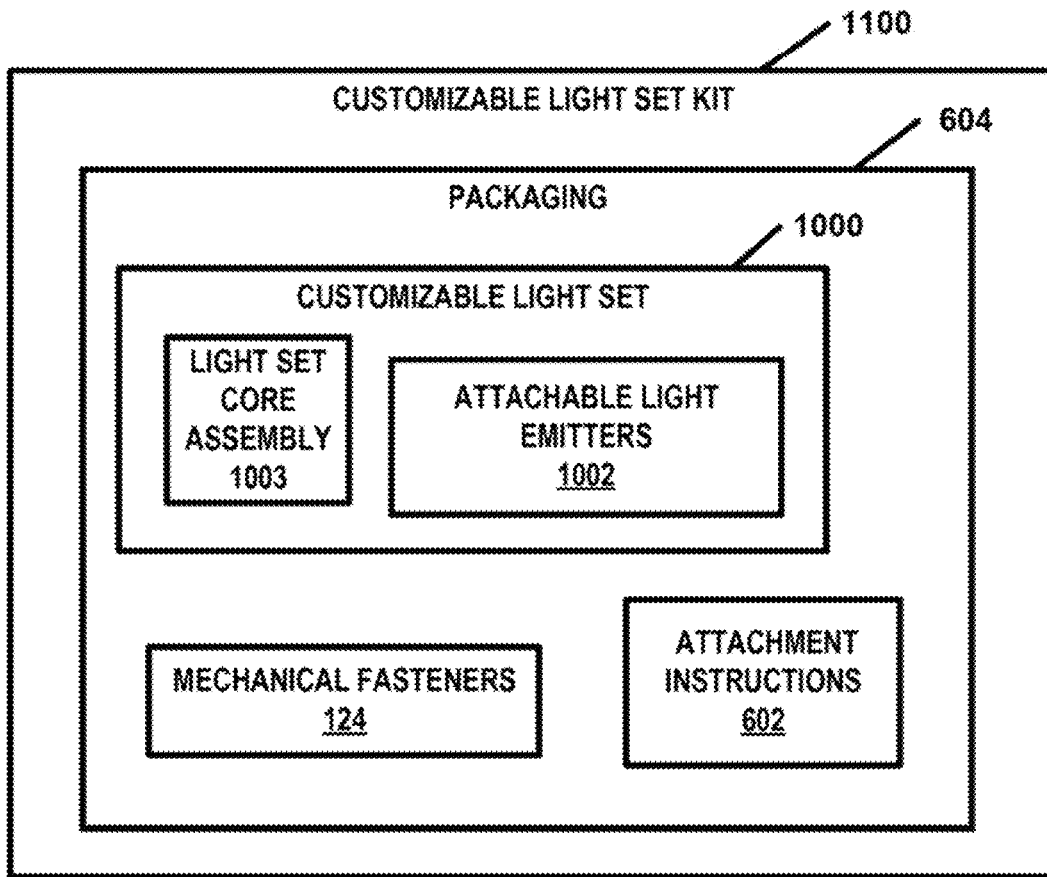 1100
CUSTOMIZABLE LIGHT SET KIT
604
PACKAGING
1000
CUSTOMIZABLE LIGHT SET
LIGHT SET
CORE
ASSEMBLY
1003
ATTACHABLE LIGHT
EMITTERS
1002
MECHANICAL FASTENERS
124
ATTACHMENT
INSTRUCTIONS
602